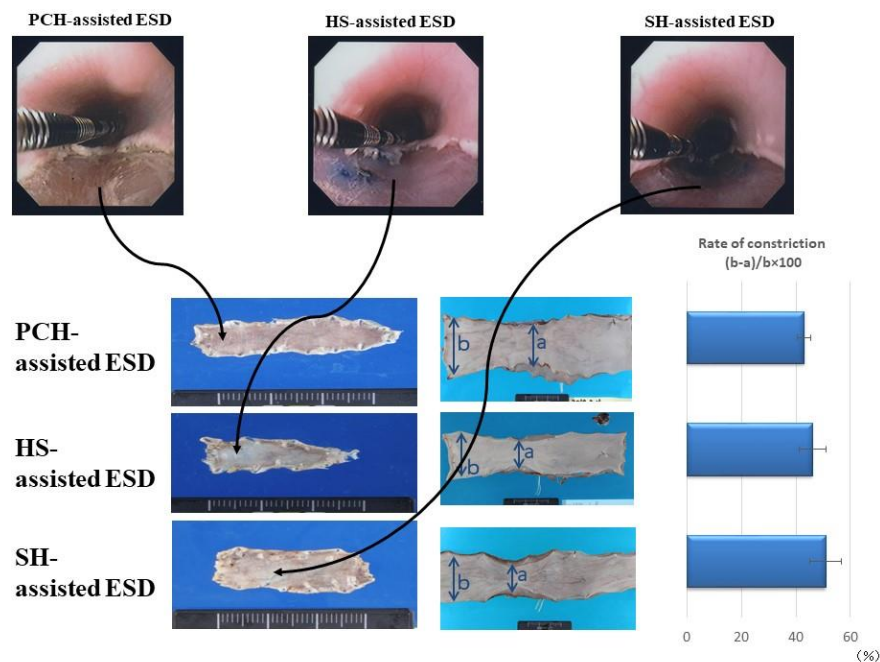 PCH-assisted ESD
HS-assisted ESD
SH-assisted ESD
Rate of constriction
(b-a)/b×100
PCH-
assisted ESD
b
a
HS-
assisted ESD
b
a
SH-
assisted ESD
b
a
0
20
40
60
(%)